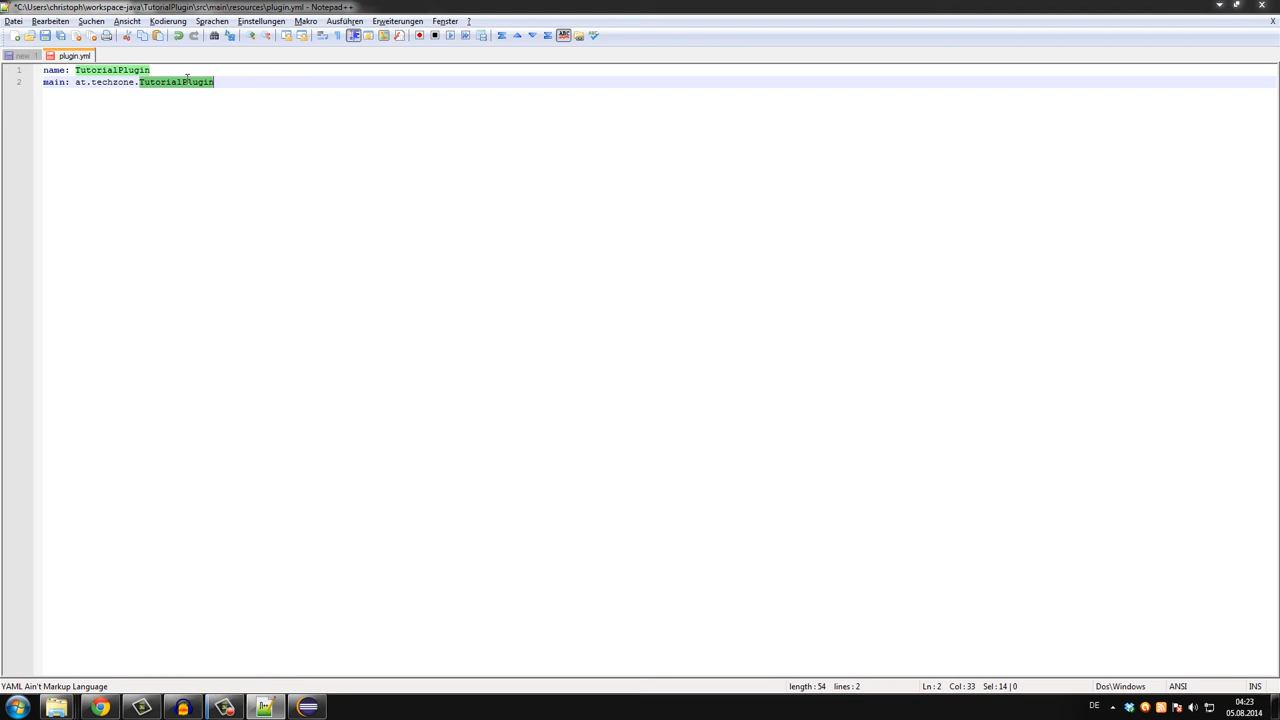 *C:\Users\christoph\workspace-java\TutorialPlugin\src\main\resources\plugin.yml - Notepad++
Datei Bearbeiten Suchen Ansicht Kodierung Sprachen Einstellungen Makro Ausführen Erweiterungen Fenster ? X
new 1 plugin.yml
1 name: TutorialPlugin
2 main: at.techzone.TutorialPlugin
YAML Ain't Markup Language length : 54 lines : 2 Ln : 2 Col : 33 Sel : 14 | 0 Dos\Windows ANSI INS
DE 04:23
05.08.2014